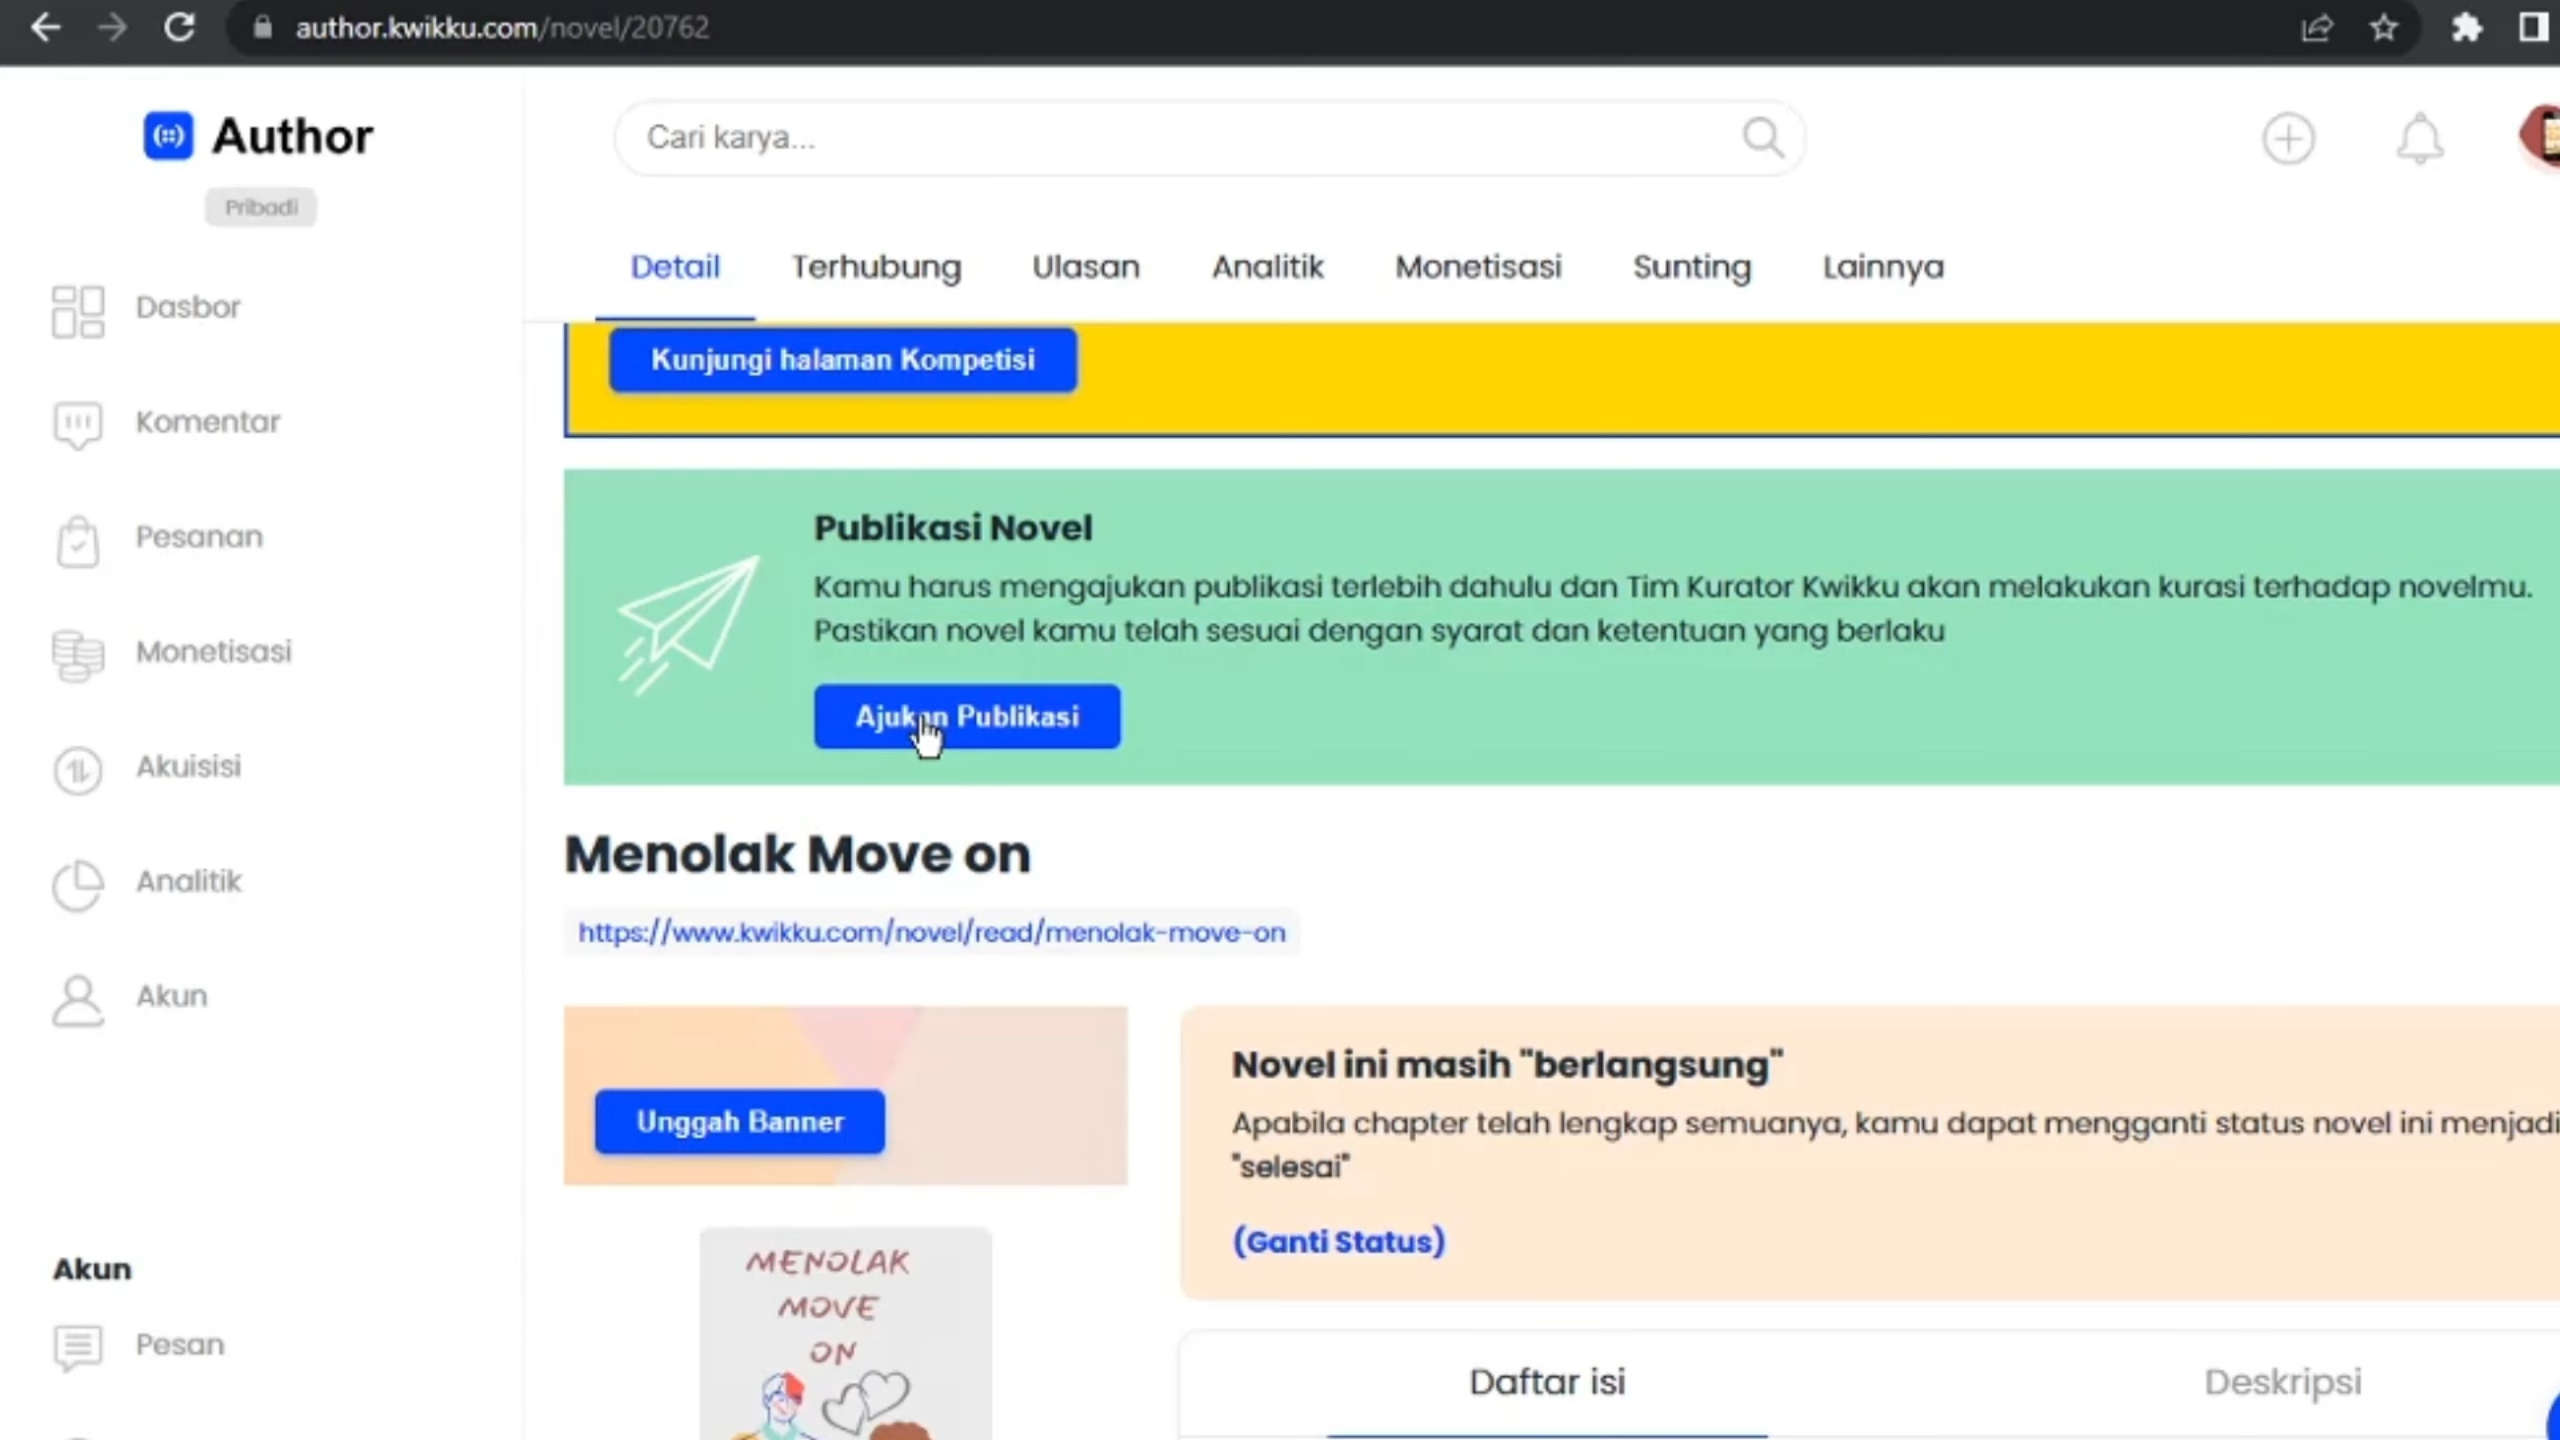 author.kwikku.com/novel/20762
Author
Pribadi
Cari karya...
Detail Terhubung Ulasan Analitik Monetisasi Sunting Lainnya
Dasbor
Komentar
Pesanan
Monetisasi
Akuisisi
Analitik
Akun
Akun
Pesan
Kunjungi halaman Kompetisi
Publikasi Novel
Kamu harus mengajukan publikasi terlebih dahulu dan Tim Kurator Kwikku akan melakukan kurasi terhadap novelmu.
Pastikan novel kamu telah sesuai dengan syarat dan ketentuan yang berlaku
Ajukan Publikasi
Menolak Move on
https://www.kwikku.com/novel/read/menolak-move-on
Unggah Banner
MENOLAK
MOVE
ON
Novel ini masih "berlangsung"
Apabila chapter telah lengkap semuanya, kamu dapat mengganti status novel ini menjadi
"selesai"
(Ganti Status)
Daftar isi Deskripsi